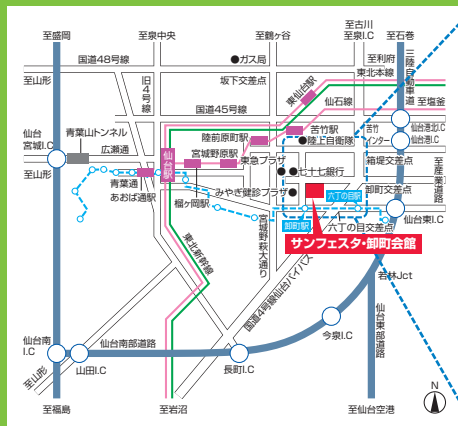 至盛岡
至泉中央
至鶴ケ谷
至古川
泉I.C
至石巻
国道48号線
●ガス局
至利府
東北本線
三陸自動車道
至山形
旧4号線
坂下交差点
東仙台駅
仙石線
国道45号線
至塩釜
仙台
宮城I.C
青葉山トンネル
広瀬通
陸前原町駅
苦竹駅
●陸上自衛隊
苦竹
インター
仙台港北I.C
仙台港I.C
仙台駅
宮城野原駅
東急プラザ
箱堤交差点
至山形
青葉通
あおば通駅
榴ヶ岡駅
●七十七銀行
みやぎ健診プラザ●
六丁の目駅
卸町交差点
至産業道路
仙台東I.C
卸町駅
六丁の目交差点
宮城野萩大通り
東北新幹線
サンフェスタ・卸町会館
国道4号線仙台バイパス
若林Jct
仙台南
I.C
仙台南部道路
今泉I.C
仙台東部道路
至山形
山田I.C
長町I.C
N
至福島
至岩沼
至仙台空港